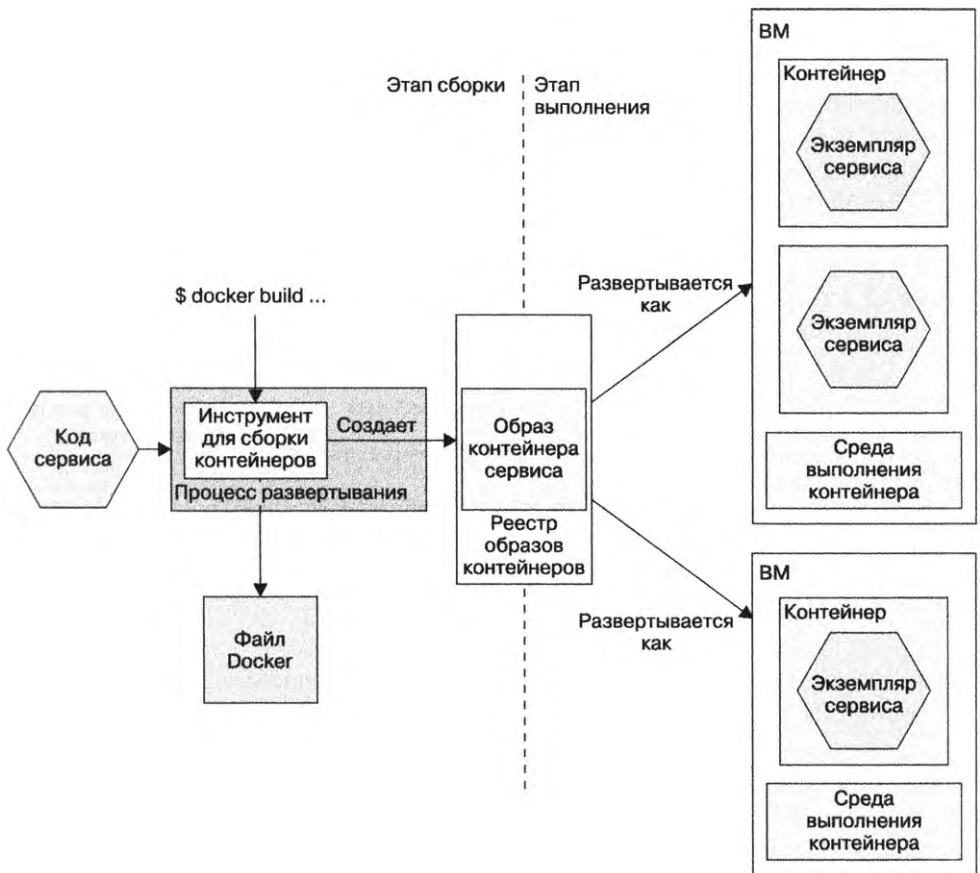 ВМ
Контейнер
Экземпляр
сервиса
Экземпляр
сервиса
Среда
выполнения
контейнера
Этап сборки
Этап
выполнения
$ docker build ...
Развертывается
как
Код
сервиса
Инструмент
для сборки
контейнеров
Создает
Процесс развертывания
Образ
контейнера
сервиса
Реестр
образов
контейнеров
Файл
Docker
Развертывается
как
ВМ
Контейнер
Экземпляр
сервиса
Среда
выполнения
контейнера